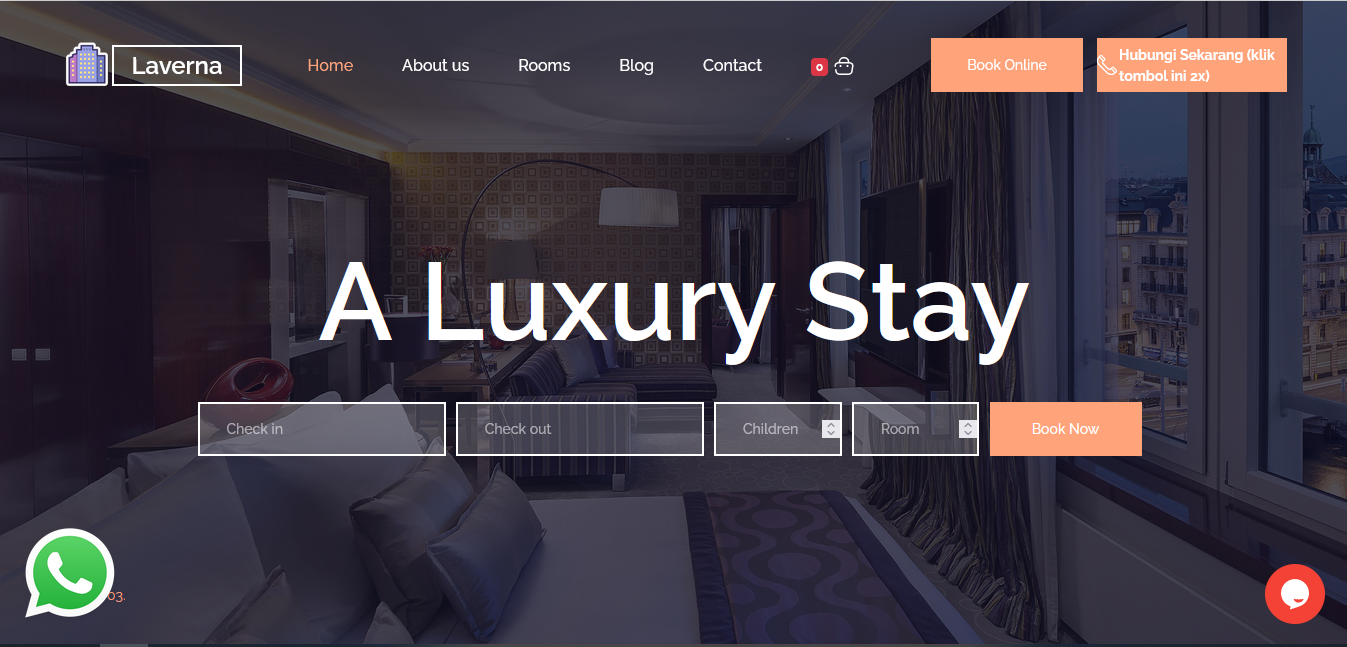 Laverna
Home
About us
Rooms
Blog
Contact
0
Book Online
Hubungi Sekarang (klik
tombol ini 2x)
A Luxury Stay
Check in
Check out
Children
Room
Book Now
03.